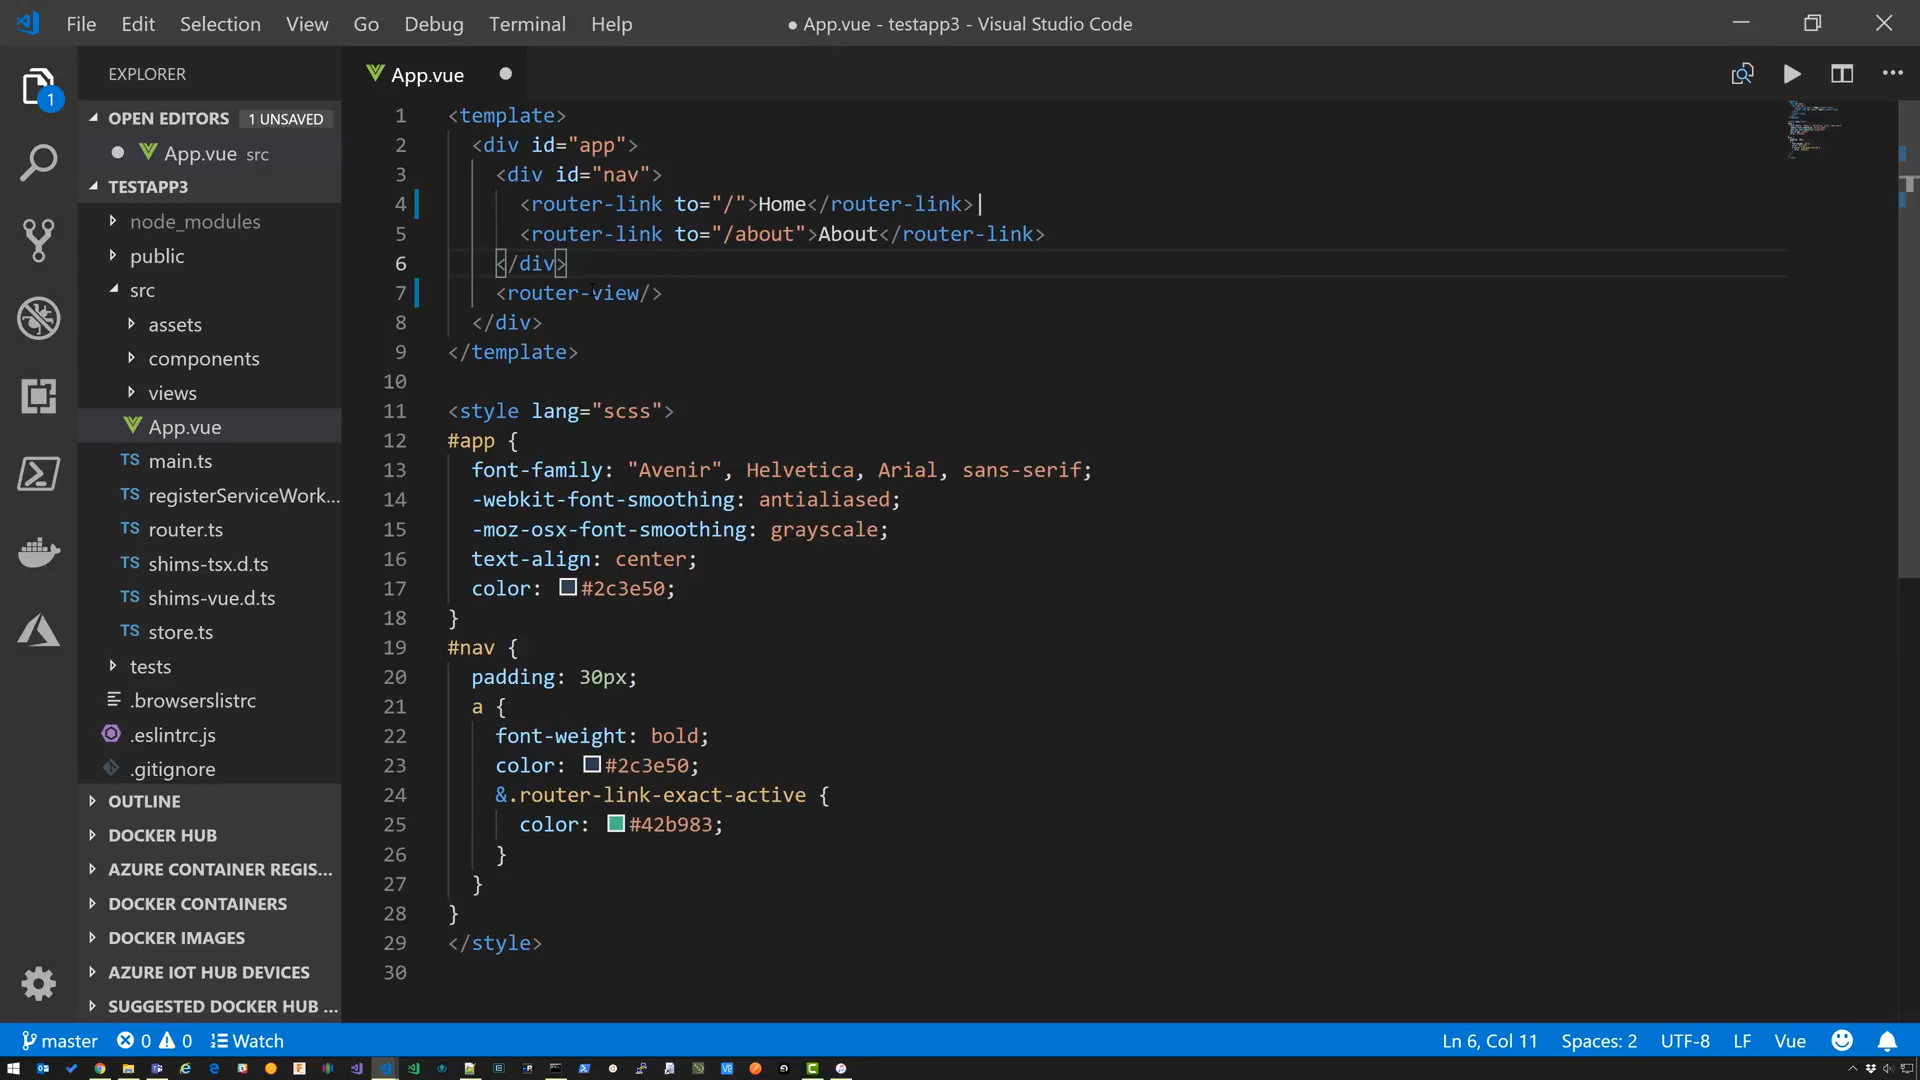 File Edit Selection View Go Debug Terminal Help
● App.vue - testapp3 - Visual Studio Code
EXPLORER
1
OPEN EDITORS 1 UNSAVED
App.vue src
TESTAPP3
node_modules
public
src
assets
components
views
App.vue
TS main.ts
TS registerServiceWork...
TS router.ts
TS shims-tsx.d.ts
TS shims-vue.d.ts
TS store.ts
tests
.browserslistrc
.eslintrc.js
.gitignore
OUTLINE
DOCKER HUB
AZURE CONTAINER REGIS...
DOCKER CONTAINERS
DOCKER IMAGES
AZURE IOT HUB DEVICES
SUGGESTED DOCKER HUB ...
App.vue
1 <template>
2 <div id="app">
3 <div id="nav">
4 <router-link to="/">Home</router-link>|
5 <router-link to="/about">About</router-link>
6 </div>
7 <router-view/>
8 </div>
9 </template>
10
11 <style lang="scss">
12 #app {
13 font-family: "Avenir", Helvetica, Arial, sans-serif;
14 -webkit-font-smoothing: antialiased;
15 -moz-osx-font-smoothing: grayscale;
16 text-align: center;
17 color: #2c3e50;
18 }
19 #nav {
20 padding: 30px;
21 a {
22 font-weight: bold;
23 color: #2c3e50;
24 &.router-link-exact-active {
25 color: #42b983;
26 }
27 }
28 }
29 </style>
30
master 0 0 Watch
Ln 6, Col 11 Spaces: 2 UTF-8 LF Vue